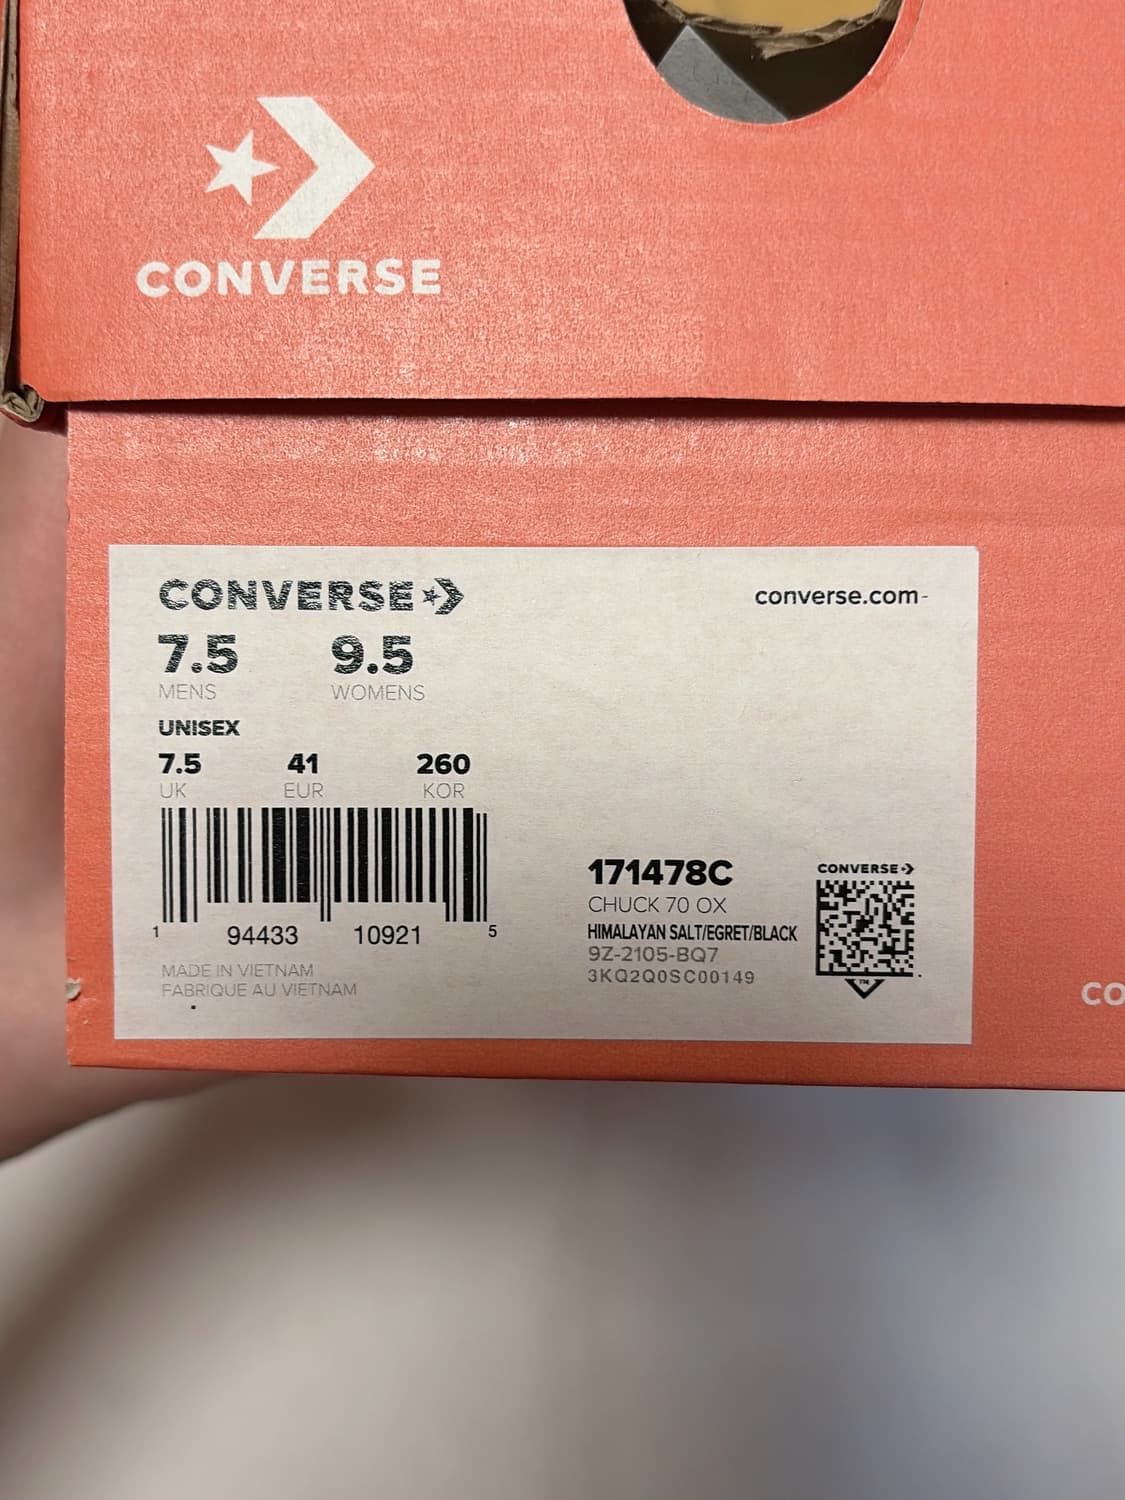 CONVERSE
CONVERSE
converse.com
7.5 9.5
MENS WOMENS
UNISEX
7.5 41 260
UK EUR KOR
1 94433 10921 5
MADE IN VIETNAM
FABRIQUE AU VIETNAM
171478C
CHUCK 70 OX
HIMALAYAN SALT/EGRET/BLACK
9Z-2105-BQ7
3KQ2Q0SC00149
CONVERSE
TM
CO